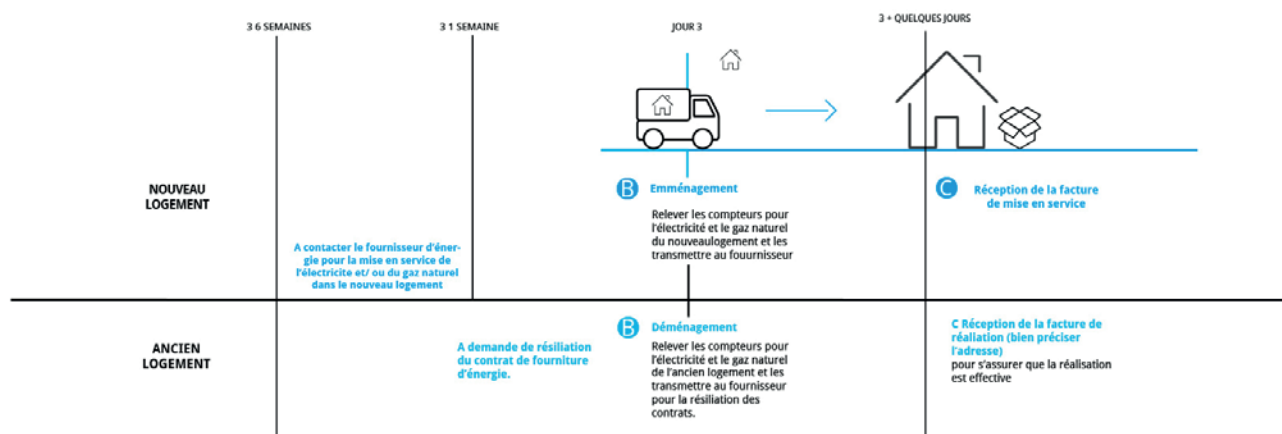 3 6 SEMAINES
3 1 SEMAINE
JOUR 3
3 + QUELQUES JOURS
NOUVEAU
LOGEMENT
A contacter le fournisseur d'éner-
gie pour la mise en service de
l'électricite et/ ou du gaz naturel
dans le nouveau logement
B Emménagement
Relever les compteurs pour
l'électricité et le gaz naturel
du nouveaulogement et les
transmettre au fouurnisseur
C Réception de la facture
de mise en service
ANCIEN
LOGEMENT
A demande de résiliation
du contrat de fourniture
d'énergie.
B Déménagement
Relever les compteurs pour
l'électricité et le gaz naturel
de l'ancien logement et les
transmettre au fournisseur
pour la résiliation des
contrats.
C Réception de la facture de
réaliation (bien préciser
l'adresse)
pour s'assurer que la réalisation
est effective